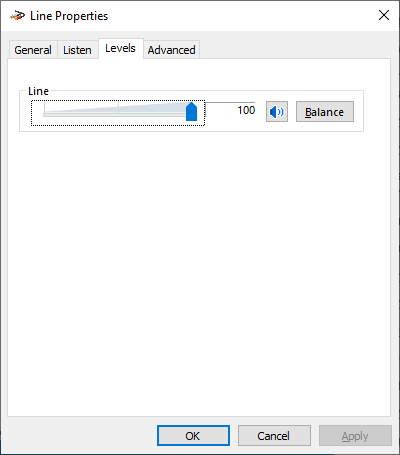 Line Properties
General Listen Levels Advanced
Line
100 Balance
OK Cancel Apply